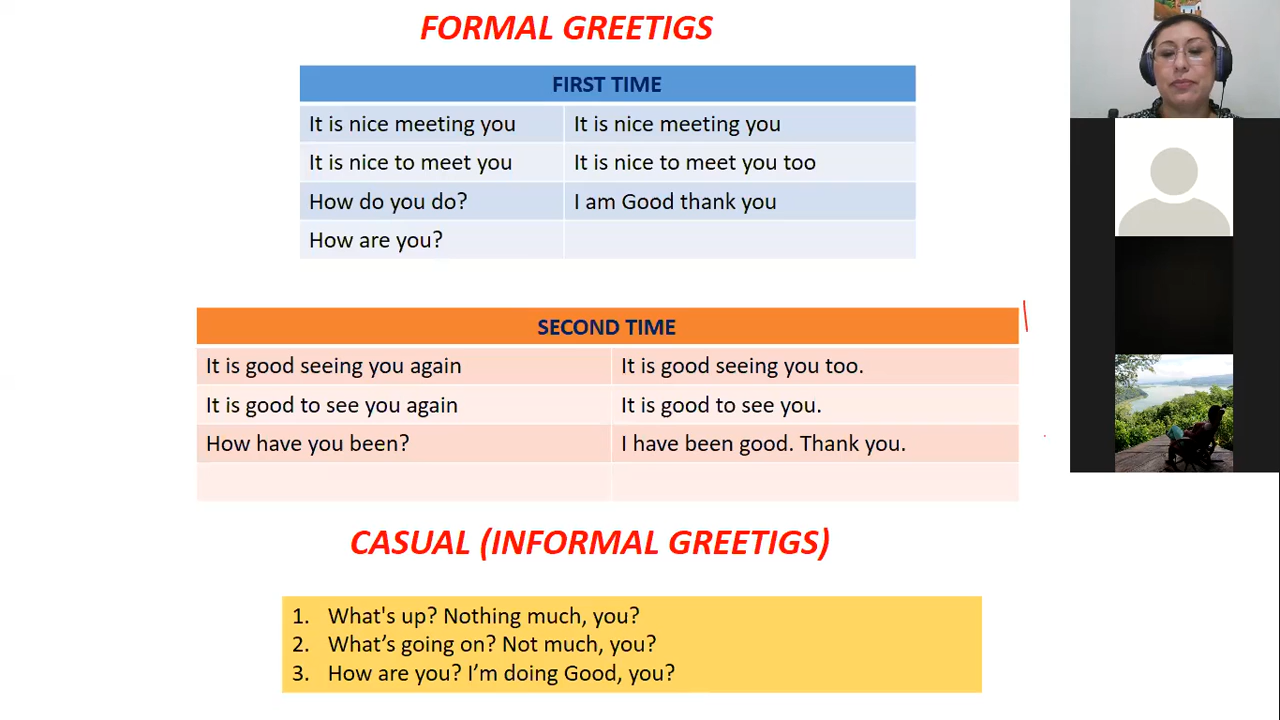 FORMAL GREETIGS
FIRST TIME
It is nice meeting you It is nice meeting you
It is nice to meet you It is nice to meet you too
How do you do? I am Good thank you
How are you?
SECOND TIME
It is good seeing you again It is good seeing you too.
It is good to see you again It is good to see you.
How have you been? I have been good. Thank you.
CASUAL (INFORMAL GREETIGS)
1. What's up? Nothing much, you?
2. What’s going on? Not much, you?
3. How are you? I’m doing Good, you?